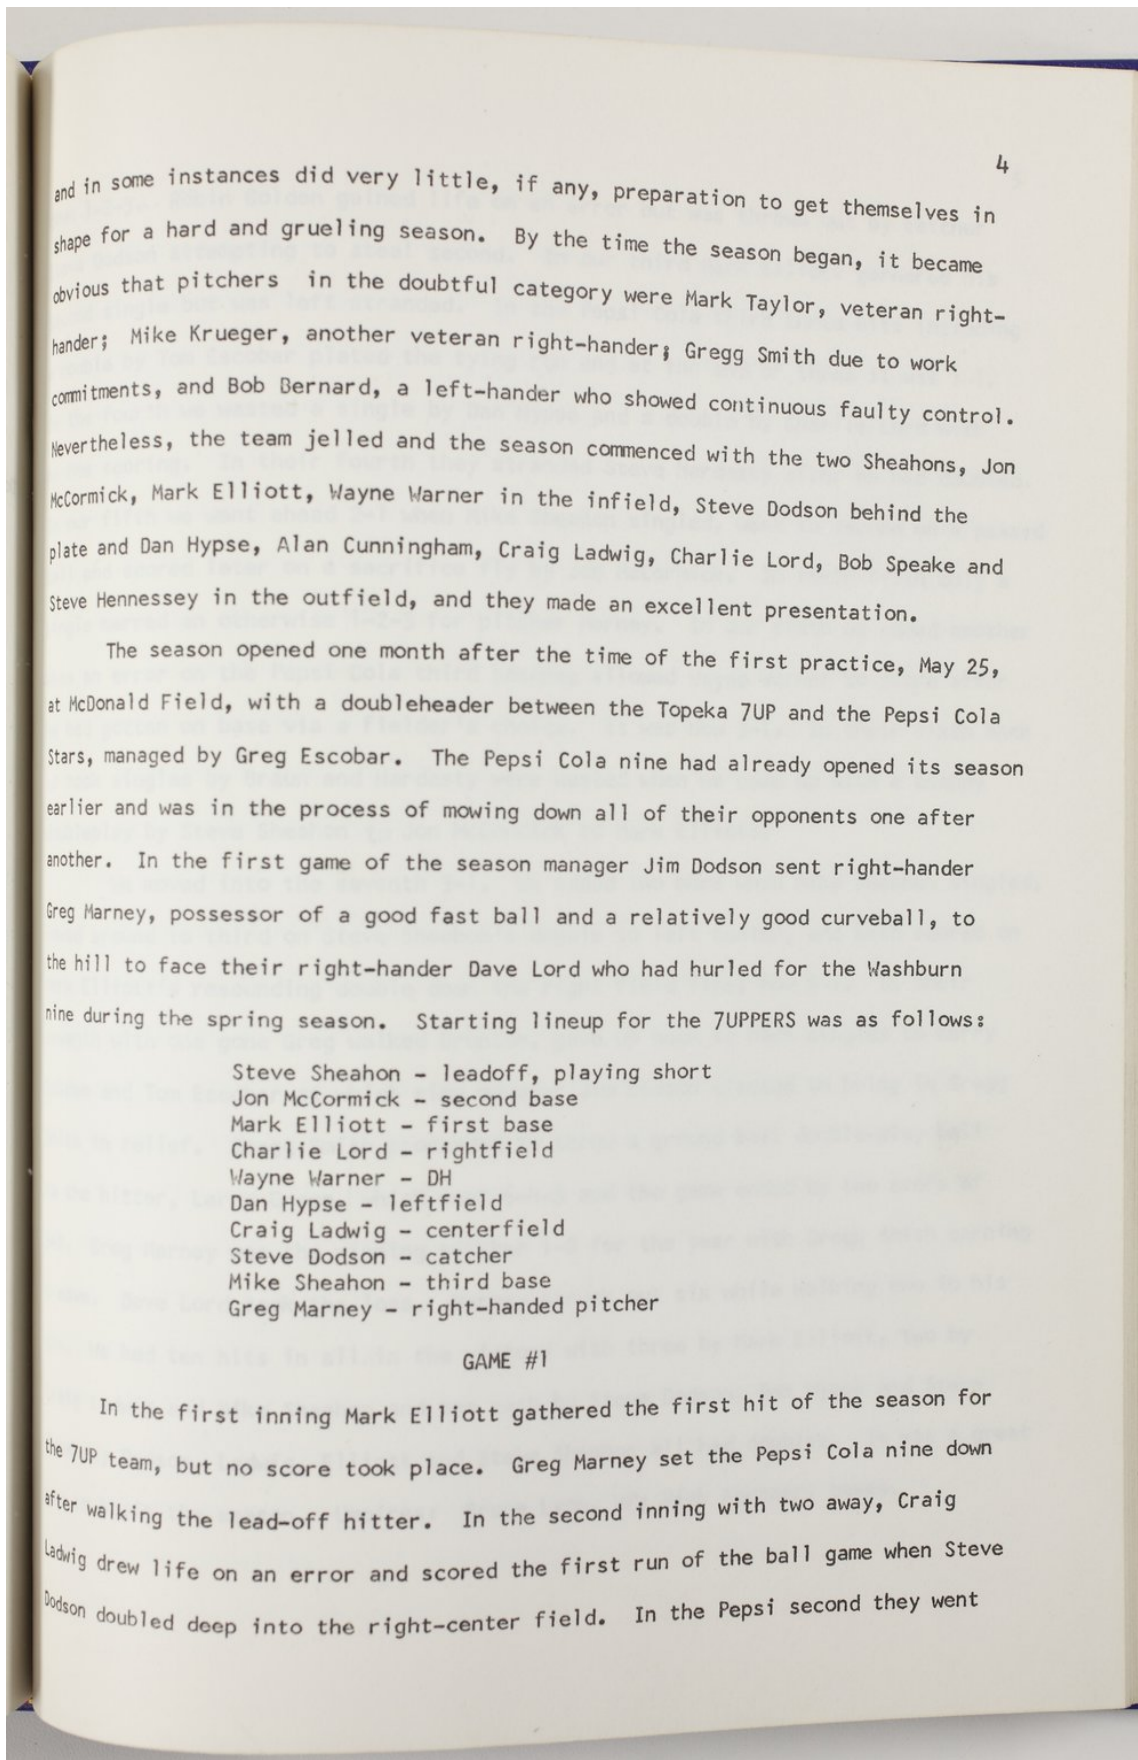 4
and in some instances did very little, if any, preparation to get themselves in
shape for a hard and grueling season. By the time the season began, it became
obvious that pitchers in the doubtful category were Mark Taylor, veteran right-
hander; Mike Krueger, another veteran right-hander; Gregg Smith due to work
commitments, and Bob Bernard, a left-hander who showed continuous faulty control.
Nevertheless, the team jelled and the season commenced with the two Sheahons, Jon
McCormick, Mark Elliott, Wayne Warner in the infield, Steve Dodson behind the
plate and Dan Hypse, Alan Cunningham, Craig Ladwig, Charlie Lord, Bob Speake and
Steve Hennessey in the outfield, and they made an excellent presentation.
The season opened one month after the time of the first practice, May 25,
at McDonald Field, with a doubleheader between the Topeka 7UP and the Pepsi Cola
Stars, managed by Greg Escobar. The Pepsi Cola nine had already opened its season
earlier and was in the process of mowing down all of their opponents one after
another. In the first game of the season manager Jim Dodson sent right-hander
Greg Marney, possessor of a good fast ball and a relatively good curveball, to
the hill to face their right-hander Dave Lord who had hurled for the Washburn
nine during the spring season. Starting lineup for the 7UPPERS was as follows:
Steve Sheahon - leadoff, playing short
Jon McCormick - second base
Mark Elliott - first base
Charlie Lord - rightfield
Wayne Warner - DH
Dan Hypse - leftfield
Craig Ladwig - centerfield
Steve Dodson - catcher
Mike Sheahon - third base
Greg Marney - right-handed pitcher
GAME #1
In the first inning Mark Elliott gathered the first hit of the season for
the 7UP team, but no score took place. Greg Marney set the Pepsi Cola nine down
after walking the lead-off hitter. In the second inning with two away, Craig
Ladwig drew life on an error and scored the first run of the ball game when Steve
Dodson doubled deep into the right-center field. In the Pepsi second they went